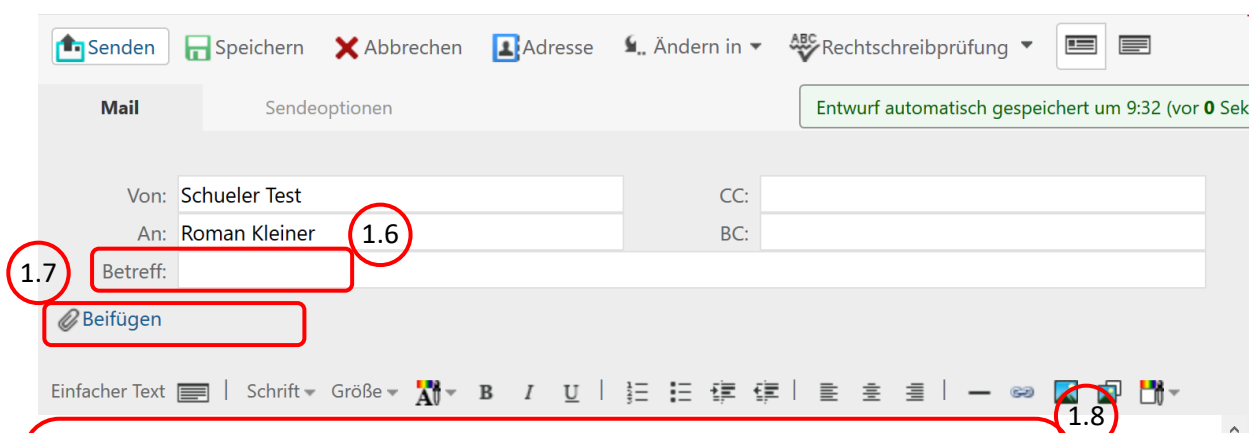 Senden Speichern Abbrechen Adresse Ändern in ABC Rechtschreibprüfung
Mail Sendeoptionen Entwurf automatisch gespeichert um 9:32 (vor 0 Sek
Von: Schueler Test CC:
An: Roman Kleiner 1.6 BC:
1.7 Betreff:
Beifügen
Einfacher Text Schrift Größe A B I U
1.8